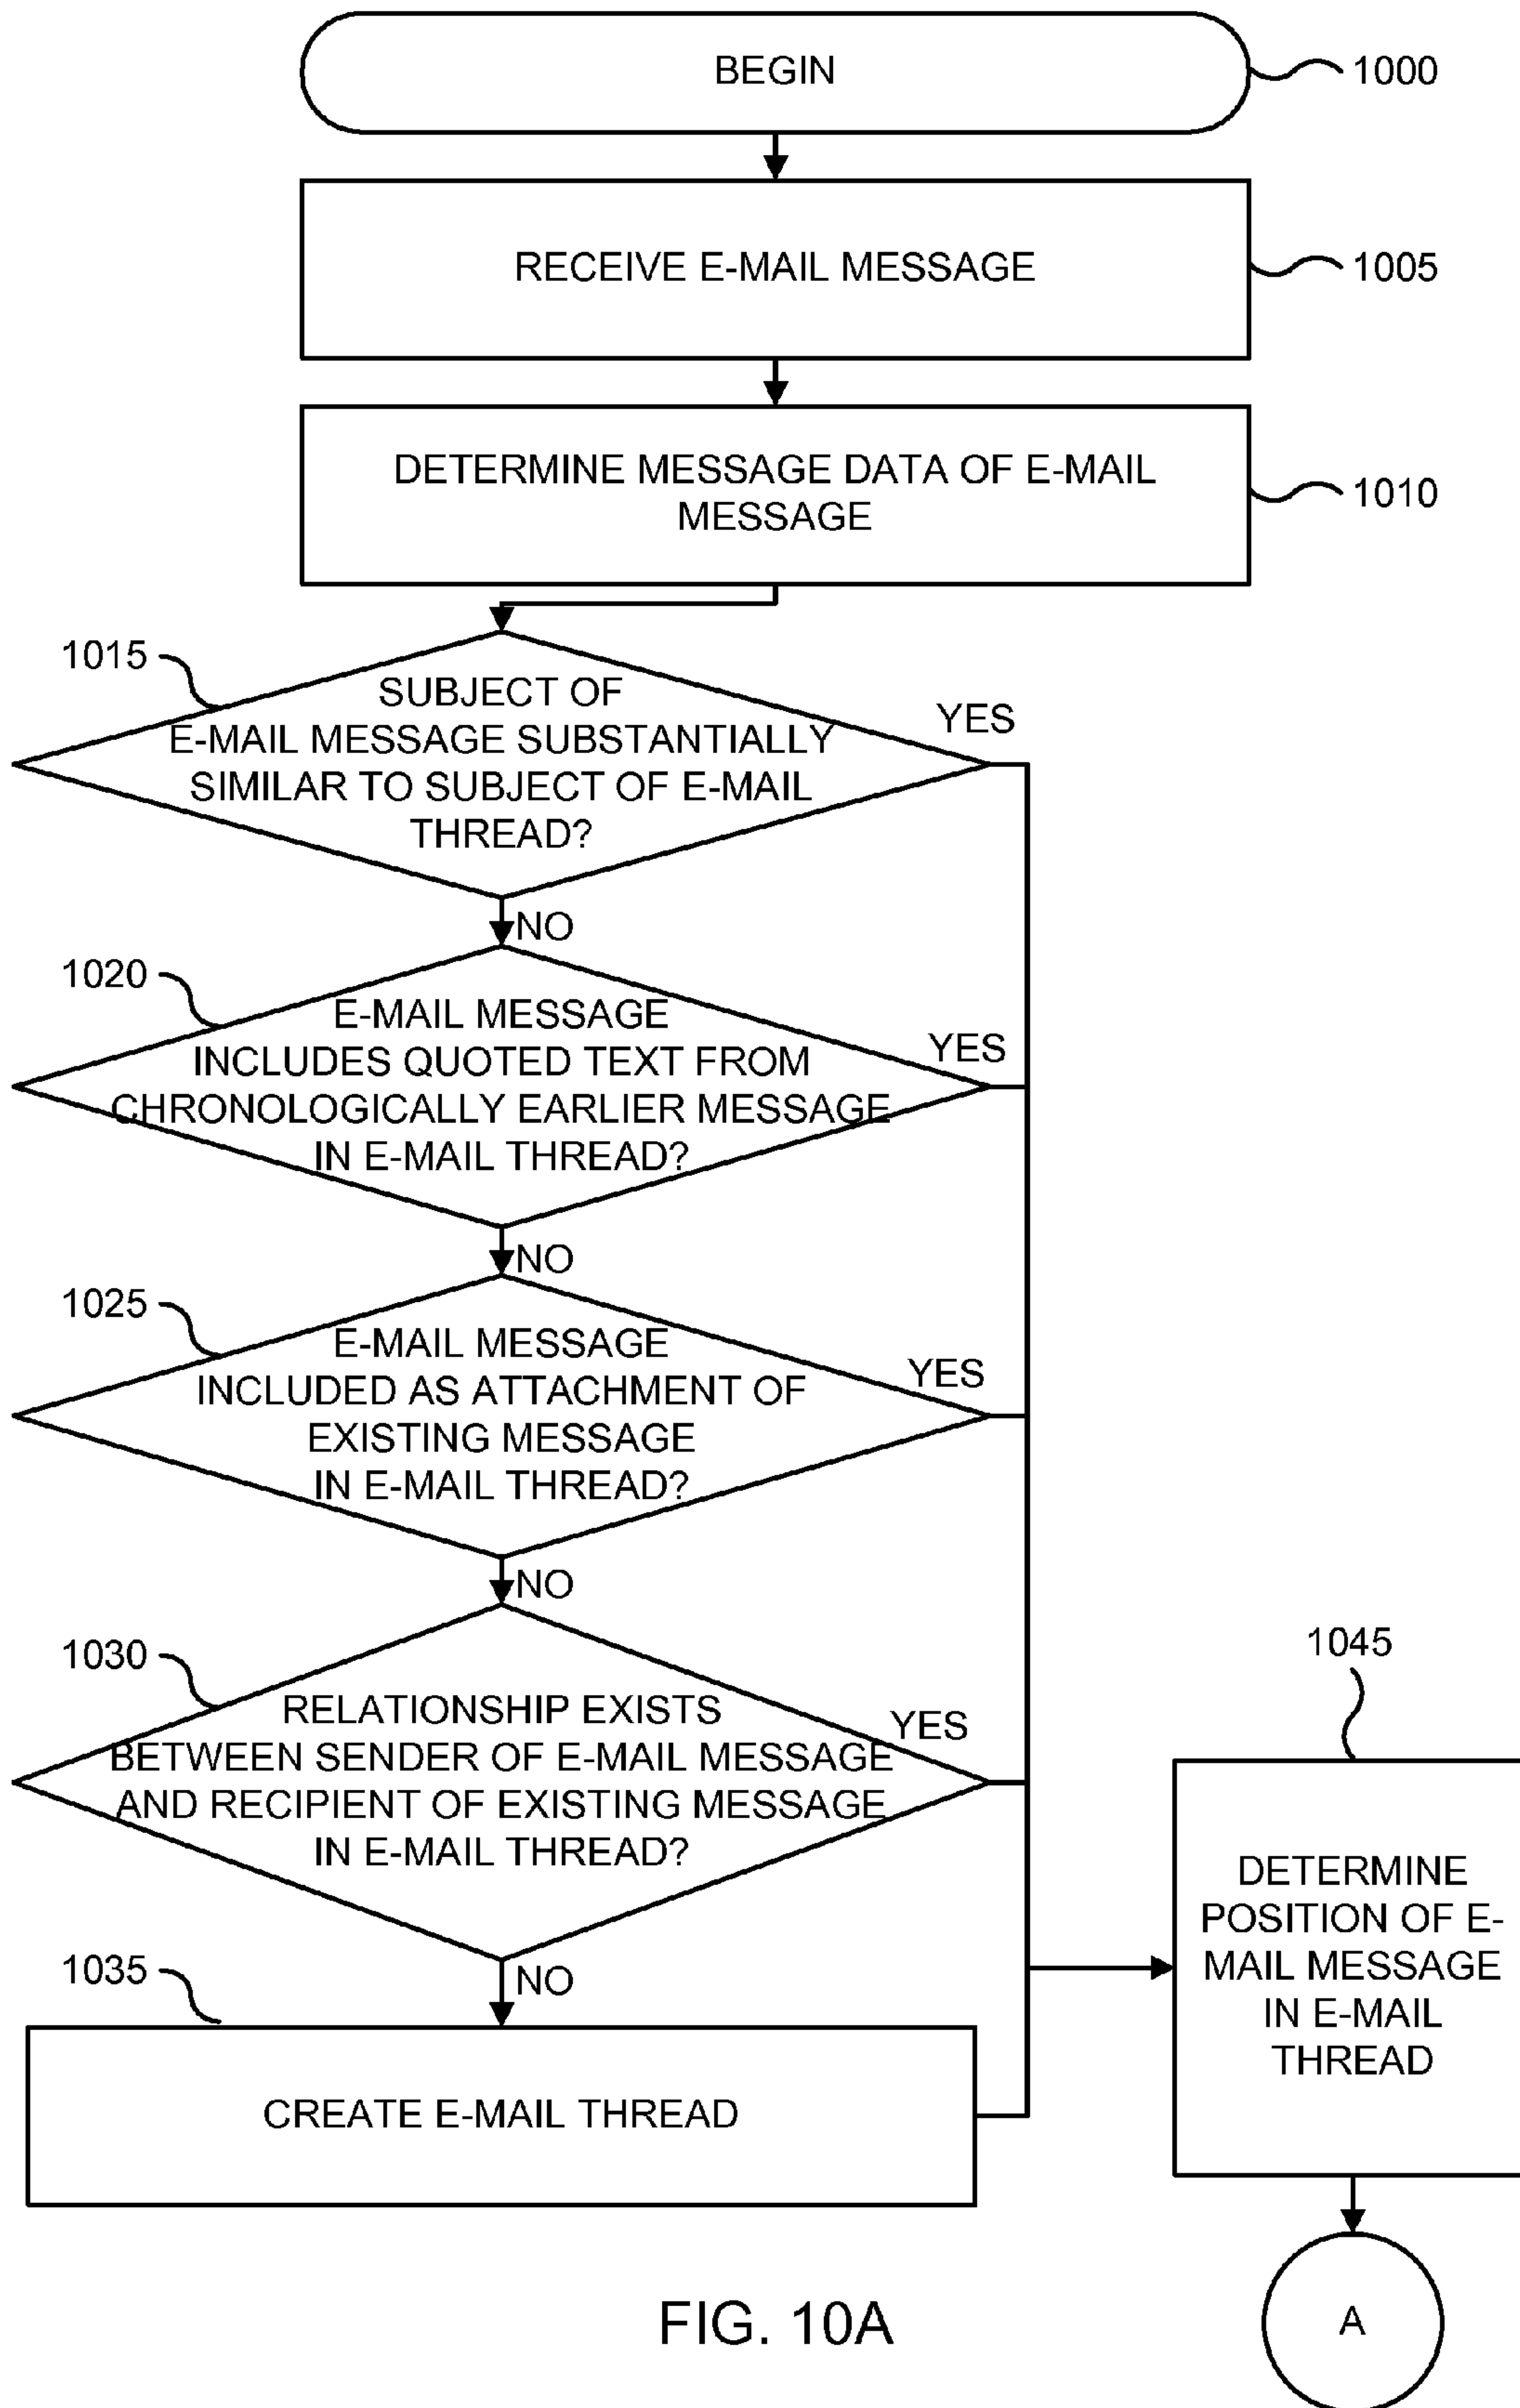 BEGIN
1000
RECEIVE E-MAIL MESSAGE
1005
DETERMINE MESSAGE DATA OF E-MAIL
MESSAGE
1010
1015
SUBJECT OF
E-MAIL MESSAGE SUBSTANTIALLY
SIMILAR TO SUBJECT OF E-MAIL
THREAD?
YES
NO
1020
E-MAIL MESSAGE
INCLUDES QUOTED TEXT FROM
CHRONOLOGICALLY EARLIER MESSAGE
IN E-MAIL THREAD?
YES
NO
1025
E-MAIL MESSAGE
INCLUDED AS ATTACHMENT OF
EXISTING MESSAGE
IN E-MAIL THREAD?
YES
NO
1030
RELATIONSHIP EXISTS
BETWEEN SENDER OF E-MAIL MESSAGE
AND RECIPIENT OF EXISTING MESSAGE
IN E-MAIL THREAD?
YES
NO
1035
CREATE E-MAIL THREAD
1045
DETERMINE
POSITION OF E-
MAIL MESSAGE
IN E-MAIL
THREAD
A
FIG. 10A